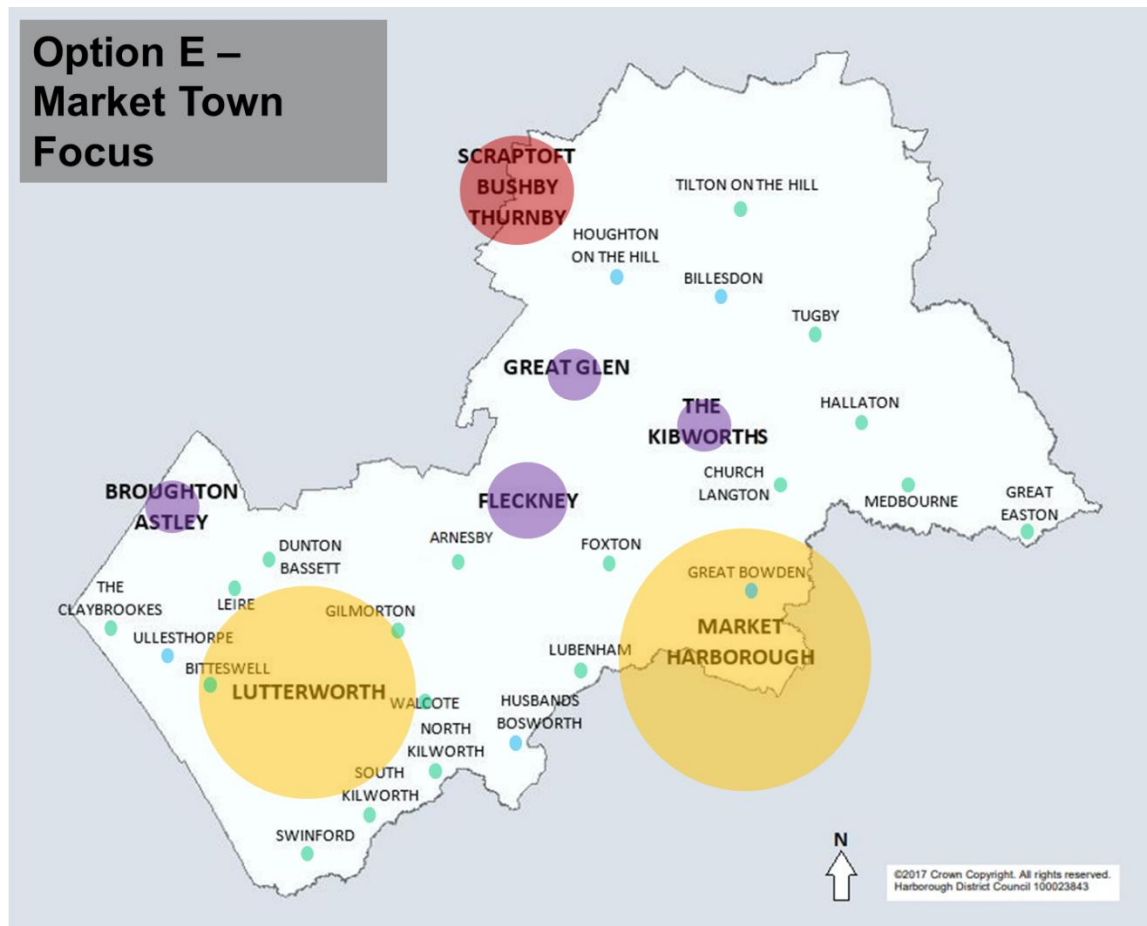 Option E –
Market Town
Focus
SCRAPTOFT
BUSHBY
THURNBY
TILTON ON THE HILL
HOUGHTON
ON THE HILL
BILLESDON
TUGBY
GREAT GLEN
THE
KIBWORTHS
HALLATON
CHURCH
LANGTON
MEDBOURNE
GREAT
EASTON
BROUGHTON
ASTLEY
FLECKNEY
ARNESBY
FOXTON
DUNTON
BASSETT
GREAT BOWDEN
THE
CLAYBROOKES
LEIRE
GILMORTON
MARKET
HARBOROUGH
ULLESTHORPE
BITTESWELL
LUTTERWORTH
LUBENHAM
WALCOTE
HUSBANDS
BOSWORTH
NORTH
KILWORTH
SOUTH
KILWORTH
SWINFORD
N
©2017 Crown Copyright. All rights reserved.
Harborough District Council 100023843